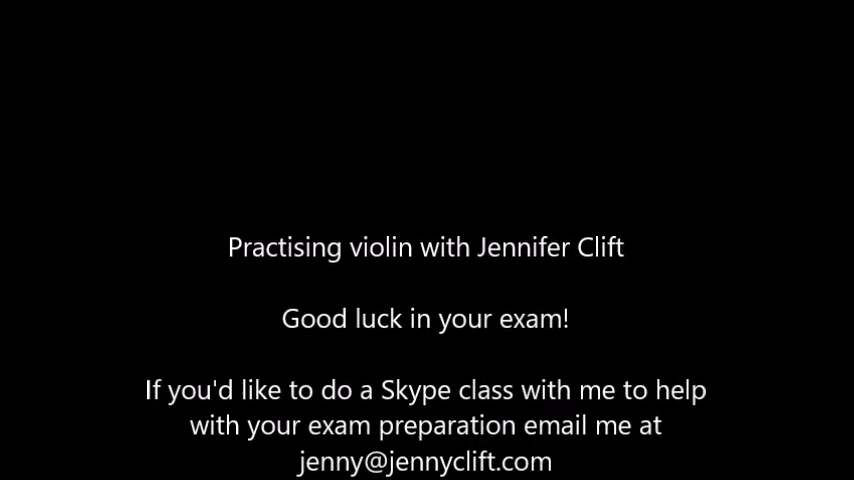 Practising violin with Jennifer Clift
Good luck in your exam!
If you'd like to do a Skype class with me to help
with your exam preparation email me at
jenny@jennyclift.com